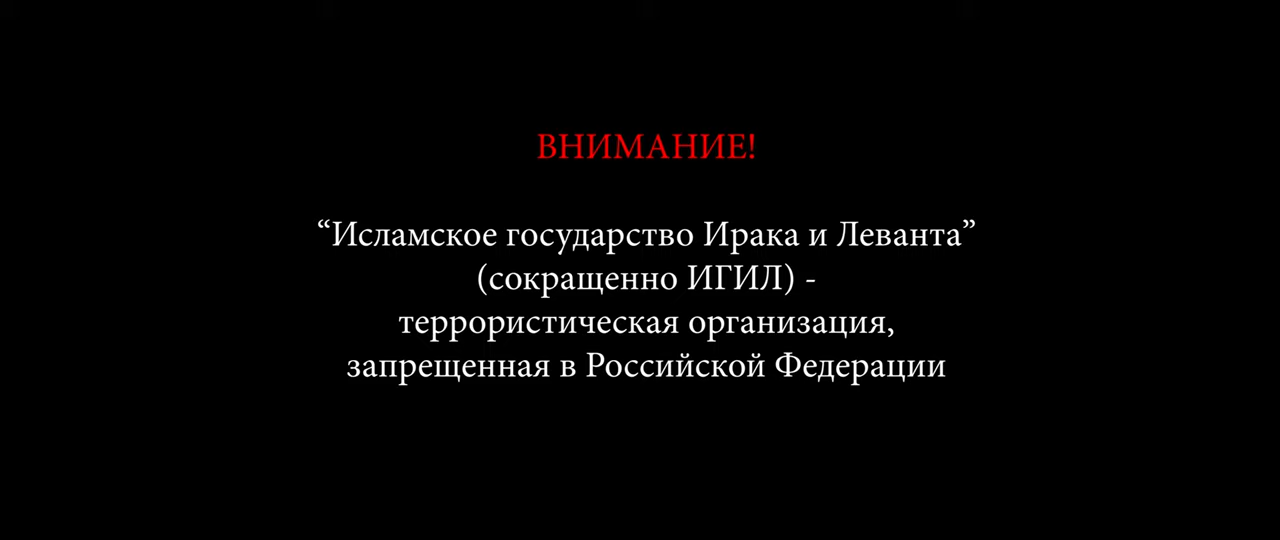 ВНИМАНИЕ!
“Исламское государство Ирака и Леванта”
(сокращенно ИГИЛ) -
террористическая организация,
запрещенная в Российской Федерации